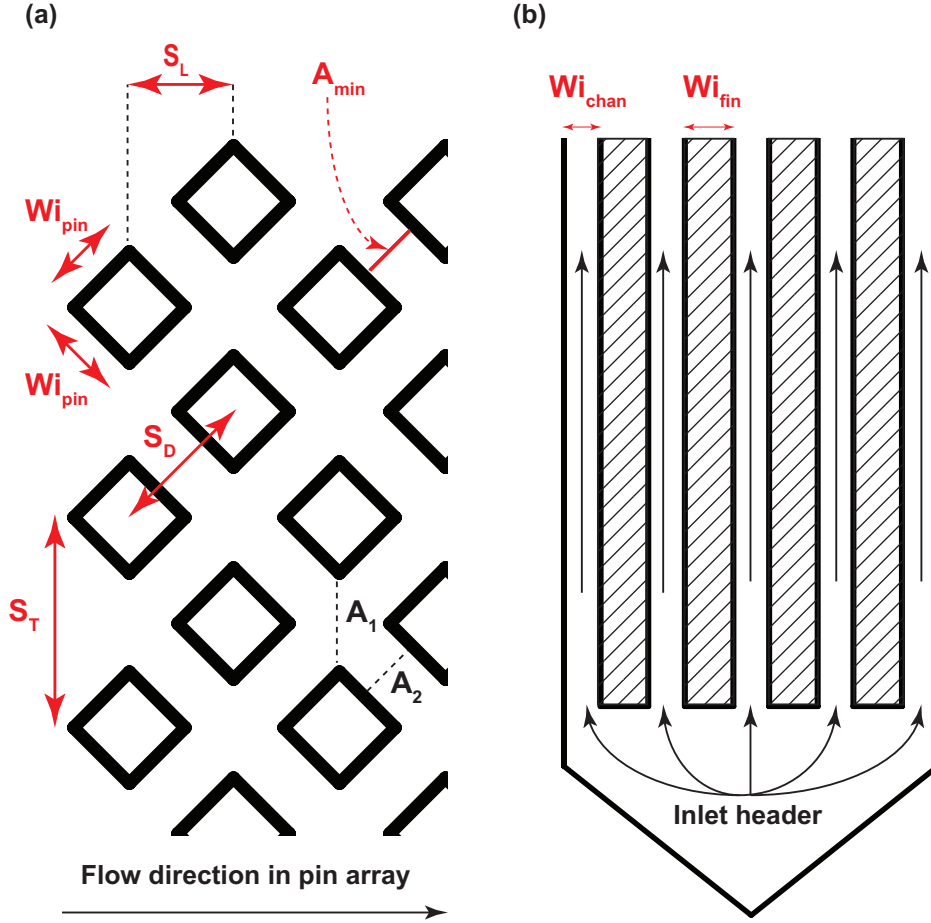 (a)
(b)
S_L
A_min
Wi_chan
Wi_fin
Wi_pin
Wi_pin
S_D
S_T
A_1
A_2
Inlet header
Flow direction in pin array